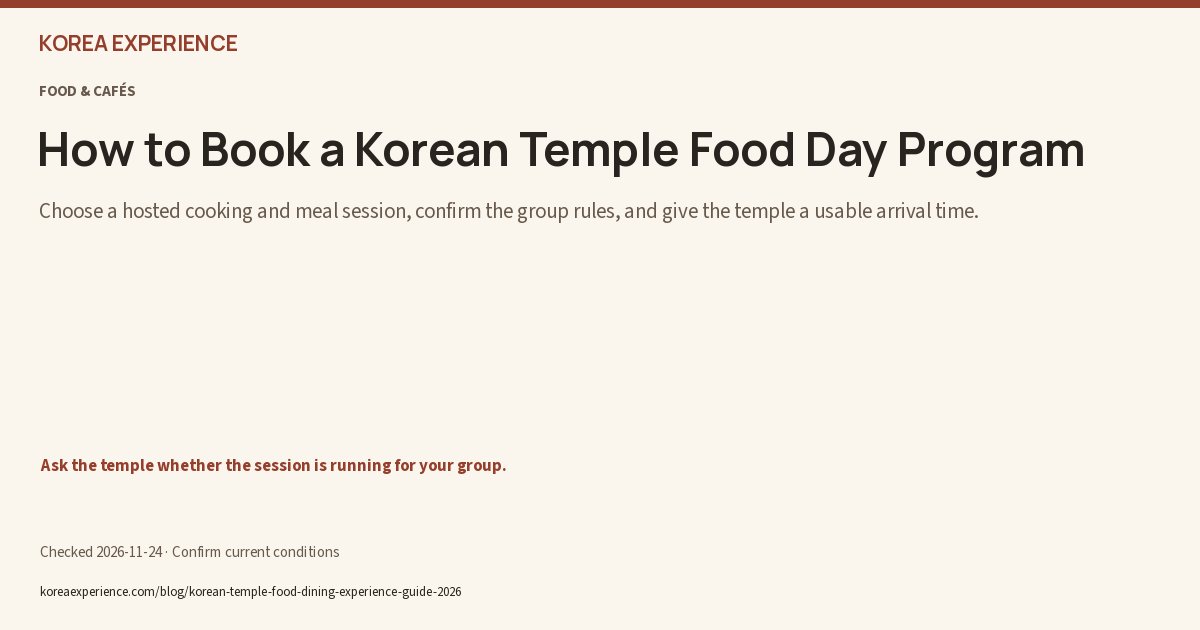 KOREA EXPERIENCE
FOOD & CAFÉS
How to Book a Korean Temple Food Day Program
Choose a hosted cooking and meal session, confirm the group rules, and give the temple a usable arrival time.
Ask the temple whether the session is running for your group.
Checked 2026-11-24 · Confirm current conditions
koreaexperience.com/blog/korean-temple-food-dining-experience-guide-2026